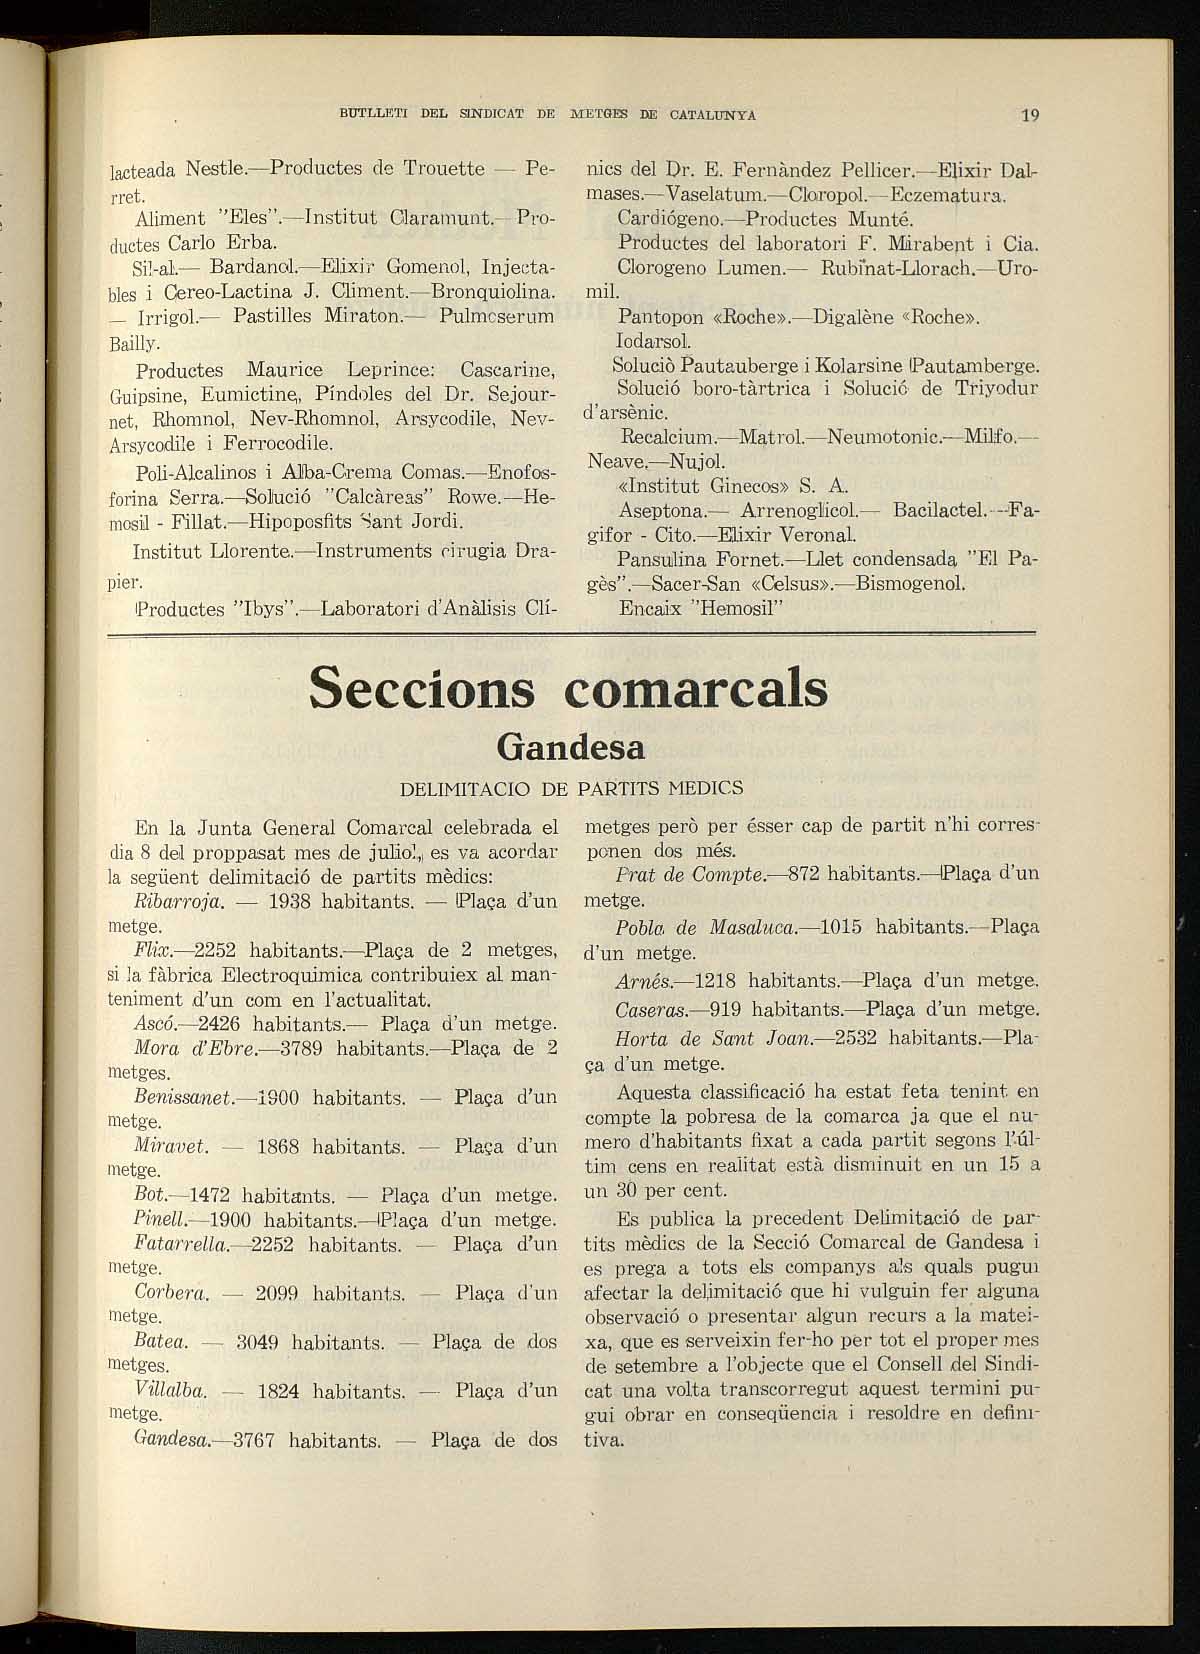 BUTLLETI DEL SINDICAT DE METGES DE CATALUNYA 19
lacteada Nestle.—Productes de Trouette — Pe-
rret.
Aliment "Eles".—Institut Claramunt.—Pro-
ductes Carlo Erba.
Sil-al.— Bardanol.—Elixir Gomenol, Injecta-
bles i Cereo-Lactina J. Climent.—Bronquiolina.
— Irrigol.— Pastilles Miraton.— Pulmoserum
Bailly.
Productes Maurice Leprince: Cascarine,
Guipsine, Eumictine, Píndoles del Dr. Sejour-
net, Rhomnol, Nev-Rhomnol, Arsycodile, Nev-
Arsycodile i Ferrocodile.
Poli-Alcalinos i Alba-Crema Comas.—Enofos-
forina Serra.—Solució "Calcàreas" Rowe.—He-
mosil - Fillat.—Hipoposfits Sant Jordi.
Institut Llorente.—Instruments cirugia Dra-
pier.
Productes "Ibys".—Laboratori d'Anàlisis Clí-
nics del Dr. E. Fernàndez Pellicer.—Elixir Dal-
mases.—Vaselatum.—Cloropol.—Eczematura.
Cardiógeno.—Productes Munté.
Productes del laboratori F. Mirabent i Cia.
Clorogeno Lumen.— Rubinat-Llorach.—Uro-
mil.
Pantopon «Roche».—Digalène «Roche».
Iodarsol.
Soluciò Pautauberge i Kolarsine Pautamberge.
Solució boro-tàrtrica i Solució de Triyodur
d'arsènic.
Recalcium.—Matrol.—Neumotonic.—Milfo.—
Neave.—Nujol.
«Institut Ginecos» S. A.
Aseptona.— Arrenoglicol.— Bacilactel.—Fa-
gifor - Cito.—Elixir Veronal.
Pansulina Fornet.—Llet condensada "El Pa-
gès".—Sacer-San «Celsus».—Bismogenol.
Encaix "Hemosil"
Seccions comarcals
Gandesa
DELIMITACIO DE PARTITS MEDICS
En la Junta General Comarcal celebrada el
dia 8 del proppasat mes de juliol, es va acordar
la següent delimitació de partits mèdics:
Ribarroja. — 1938 habitants. — Plaça d'un
metge.
Flix.—2252 habitants.—Plaça de 2 metges,
si la fàbrica Electroquimica contribuiex al man-
teniment d'un com en l'actualitat.
Ascó.—2426 habitants.— Plaça d'un metge.
Mora d'Ebre.—3789 habitants.—Plaça de 2
metges.
Benissanet.—1900 habitants. — Plaça d'un
metge.
Miravet. — 1868 habitants. — Plaça d'un
metge.
Bot.—1472 habitants. — Plaça d'un metge.
Pinell.—1900 habitants.—Plaça d'un metge.
Fatarrella.—2252 habitants. — Plaça d'un
metge.
Corbera. — 2099 habitants. — Plaça d'un
metge.
Batea. — 3049 habitants. — Plaça de dos
metges.
Villalba. — 1824 habitants. — Plaça d'un
metge.
Gandesa.—3767 habitants. — Plaça de dos
metges però per ésser cap de partit n'hi corres-
ponen dos més.
Prat de Compte.—872 habitants.—Plaça d'un
metge.
Pobla de Masaluca.—1015 habitants.—Plaça
d'un metge.
Arnés.—1218 habitants.—Plaça d'un metge.
Caseras.—919 habitants.—Plaça d'un metge.
Horta de Sant Joan.—2532 habitants.—Pla-
ça d'un metge.
Aquesta classificació ha estat feta tenint en
compte la pobresa de la comarca ja que el nu-
mero d'habitants fixat a cada partit segons l'úl-
tim cens en realitat està disminuit en un 15 a
un 30 per cent.
Es publica la precedent Delimitació de par-
tits mèdics de la Secció Comarcal de Gandesa i
es prega a tots els companys als quals pugui
afectar la delimitació que hi vulguin fer alguna
observació o presentar algun recurs a la matei-
xa, que es serveixin fer-ho per tot el proper mes
de setembre a l'objecte que el Consell del Sindi-
cat una volta transcorregut aquest termini pu-
gui obrar en conseqüencia i resoldre en defini-
tiva.